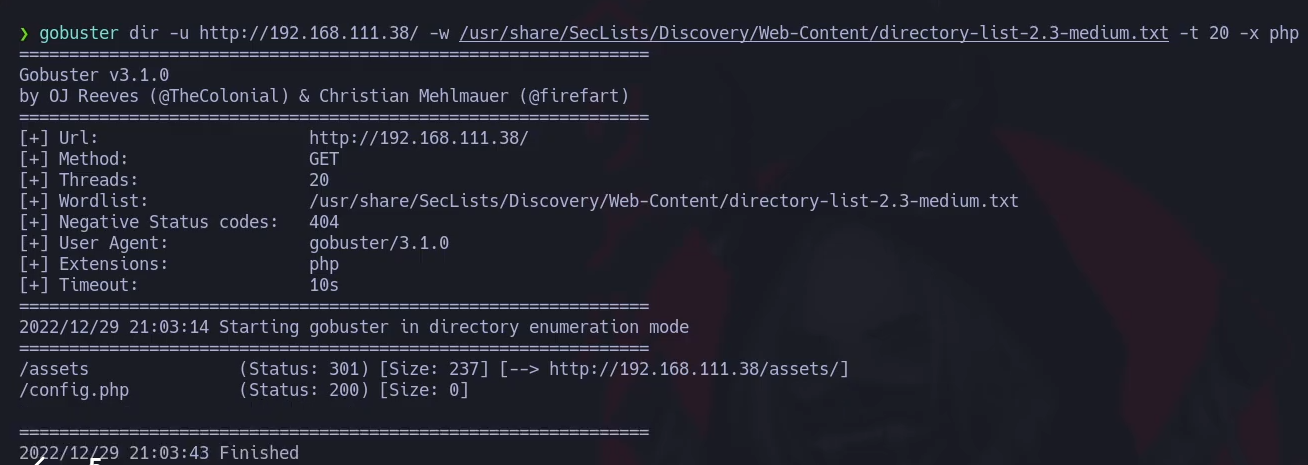 ❯ gobuster dir -u http://192.168.111.38/ -w /usr/share/SecLists/Discovery/Web-Content/directory-list-2.3-medium.txt -t 20 -x php
===============================================================
Gobuster v3.1.0
by OJ Reeves (@TheColonial) & Christian Mehlmauer (@firefart)
===============================================================
[+] Url:                     http://192.168.111.38/
[+] Method:                  GET
[+] Threads:                 20
[+] Wordlist:                /usr/share/SecLists/Discovery/Web-Content/directory-list-2.3-medium.txt
[+] Negative Status codes:   404
[+] User Agent:              gobuster/3.1.0
[+] Extensions:              php
[+] Timeout:                 10s
===============================================================
2022/12/29 21:03:14 Starting gobuster in directory enumeration mode
===============================================================
/assets               (Status: 301) [Size: 237] [--> http://192.168.111.38/assets/]
/config.php           (Status: 200) [Size: 0]
===============================================================
2022/12/29 21:03:43 Finished